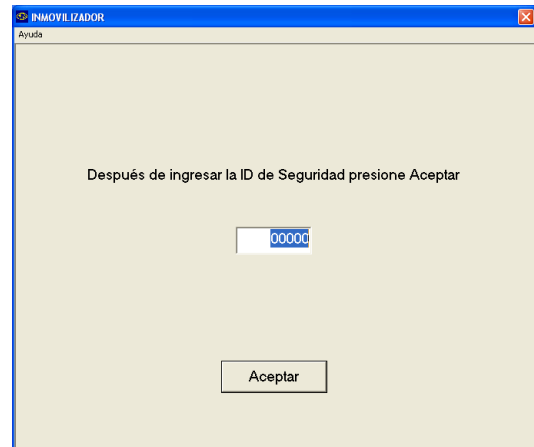 INMOVILIZADOR
Ayuda
Después de ingresar la ID de Seguridad presione Aceptar
00000
Aceptar